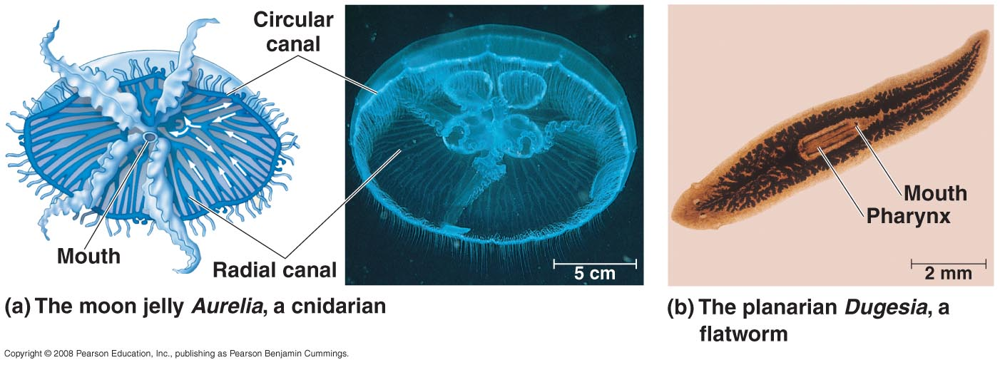 Circular
canal
Mouth
Radial canal
5 cm
Mouth
Pharynx
2 mm
(a) The moon jelly Aurelia, a cnidarian
(b) The planarian Dugesia, a
flatworm
Copyright © 2008 Pearson Education, Inc., publishing as Pearson Benjamin Cummings.